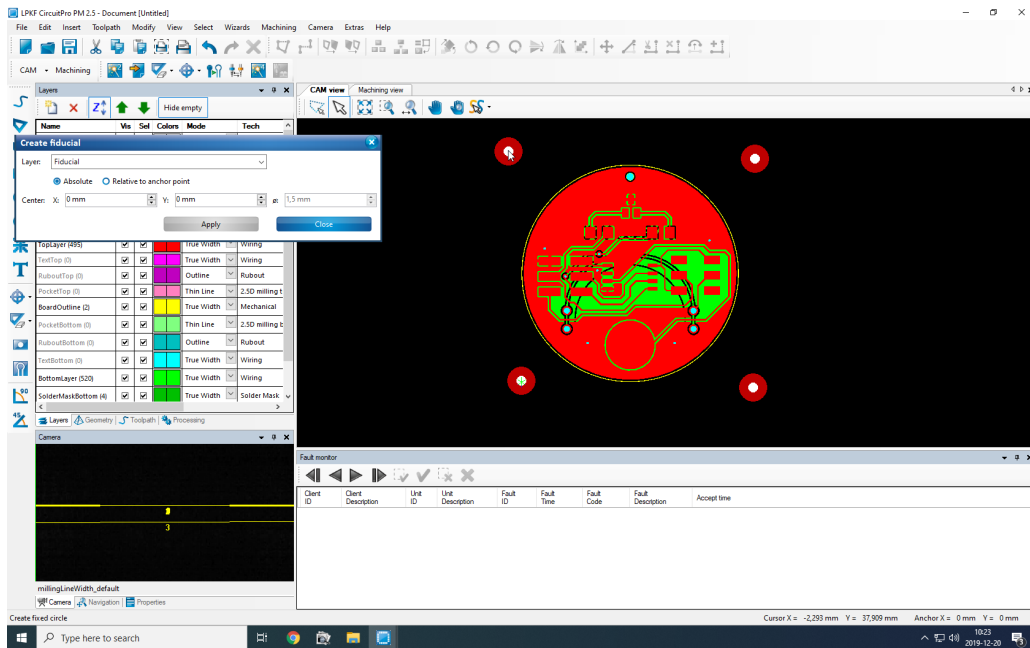 LPKF CircuitPro PM 2.5 - Document [Untitled]
File Edit Insert Toolpath Modify View Select Wizards Machining Camera Extras Help
CAM Machining
Layers
CAM view Machining view
Hide empty
Name Vis Sel Colors Mode Tech
Create fiducial
Layer: Fiducial
Absolute Relative to anchor point
Center: X: 0 mm Y: 0 mm ø: 1,5 mm
Apply Close
TopLayer (495) True Width Wiring
TextTop (0) True Width Wiring
RuboutTop (0) Outline Rubout
PocketTop (0) Thin Line 2.5D milling t
BoardOutline (2) True Width Mechanical
PocketBottom (0) Thin Line 2.5D milling t
RuboutBottom (0) Outline Rubout
TextBottom (0) True Width Wiring
BottomLayer (520) True Width Wiring
SolderMaskBottom (4) True Width Solder Mask
Layers Geometry Toolpath Processing
Camera
3
millingLineWidth_default
Camera Navigation Properties
Fault monitor
Client ID Client Description Unit ID Unit Description Fault ID Fault Time Fault Code Fault Description Accept time
Create fixed circle
Cursor X = -2,293 mm Y = 37,909 mm Anchor X = 0 mm Y = 0 mm
Type here to search
10:23
2019-12-20